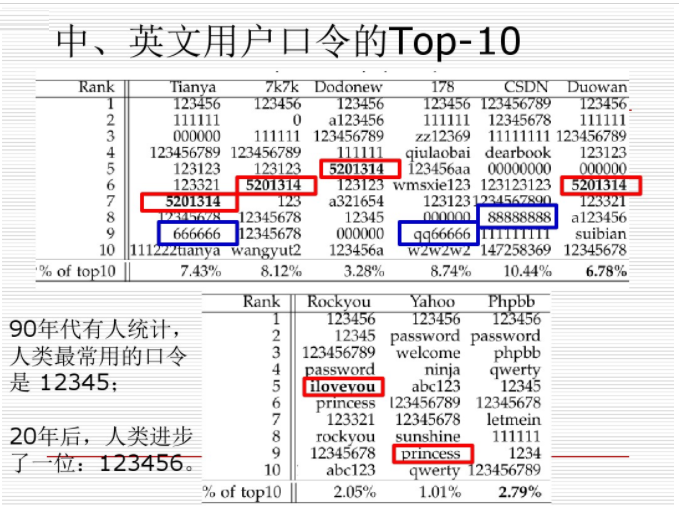 中、英文用户口令的Top-10
Rank Tianya 7k7k Dodonew 178 CSDN Duowan
1 123456 123456 123456 123456 123456789 123456
2 111111 0 a123456 111111 12345678 111111
3 000000 111111 123456789 zz12369 11111111 123456789
4 123456789 123456789 111111 qiulaobai dearbook 123123
5 123123 123123 5201314 123456aa 00000000 000000
6 123321 5201314 123123 wmsxie123 123123123 5201314
7 5201314 123 a321654 123123 1234567890 123321
8 12345678 12345678 12345 000000 88888888 a123456
9 666666 12345678 000000 qq66666 111111111 suibian
10 111222tianya wangyut2 123456a w2w2w2 147258369 12345678
% of top10 7.43% 8.12% 3.28% 8.74% 10.44% 6.78%
90年代有人统计，
人类最常用的口令
是 12345；
20年后，人类进步
了一位：123456。
Rank Rockyou Yahoo Phpbb
1 123456 123456 123456
2 12345 password password
3 123456789 welcome phpbb
4 password ninja qwerty
5 iloveyou abc123 12345
6 princess 123456789 12345678
7 123321 12345678 letmein
8 rockyou sunshine 111111
9 12345678 princess 1234
10 abc123 qwerty 123456789
% of top10 2.05% 1.01% 2.79%